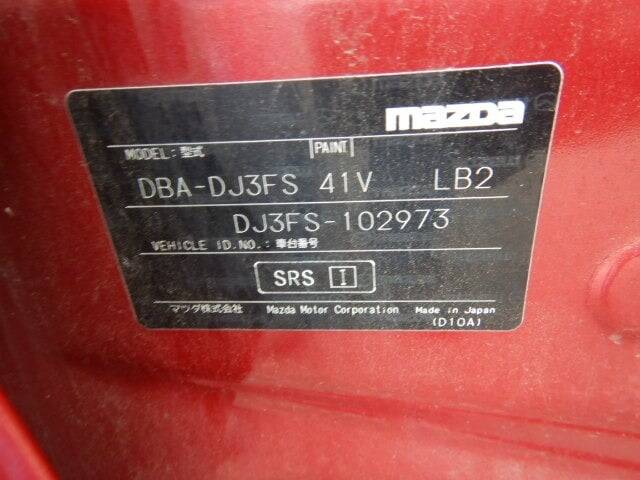 mazda
MODEL: 型式 PAINT
DBA-DJ3FS 41V LB2
DJ3FS-102973
VEHICLE ID.NO.: 車台番号
SRS I
マツダ株式会社 Mazda Motor Corporation Made in Japan
(D10A)